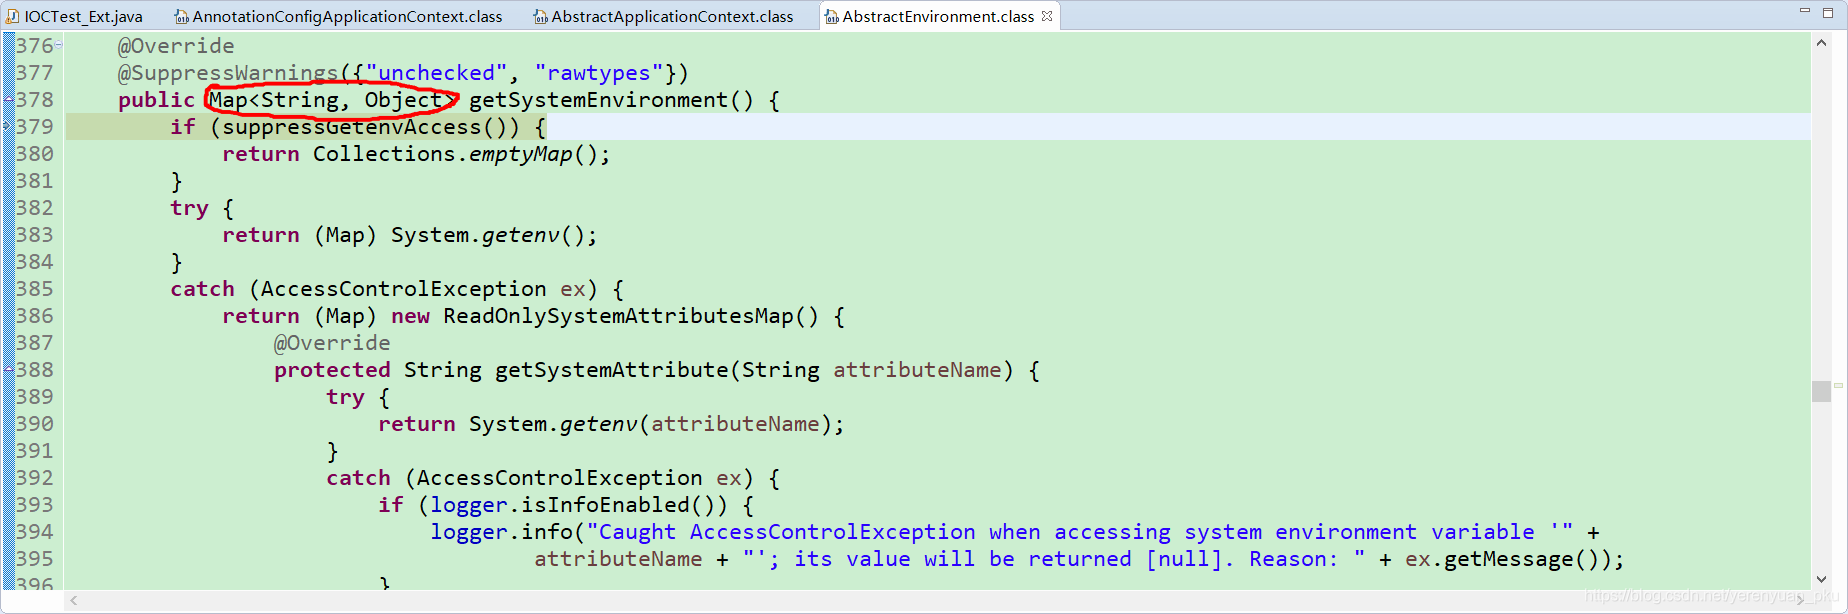 IOCTest_Ext.java AnnotationConfigApplicationContext.class AbstractApplicationContext.class AbstractEnvironment.class
376 @Override
377 @SuppressWarnings({"unchecked", "rawtypes"})
378 public Map<String, Object> getSystemEnvironment() {
379 if (suppressGetenvAccess()) {
380 return Collections.emptyMap();
381 }
382 try {
383 return (Map) System.getenv();
384 }
385 catch (AccessControlException ex) {
386 return (Map) new ReadOnlySystemAttributesMap() {
387 @Override
388 protected String getSystemAttribute(String attributeName) {
389 try {
390 return System.getenv(attributeName);
391 }
392 catch (AccessControlException ex) {
393 if (logger.isInfoEnabled()) {
394 logger.info("Caught AccessControlException when accessing system environment variable '" +
395 attributeName + "'; its value will be returned [null]. Reason: " + ex.getMessage());
396 }
https://blog.csdn.net/yerenyuan_pku